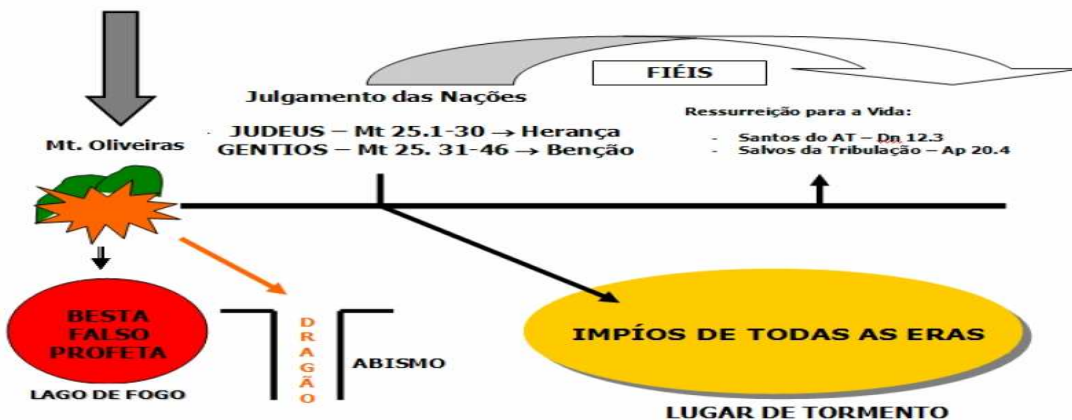 FIÉIS
Julgamento das Nações
JUDEUS – Mt 25.1-30 → Herança
GENTIOS – Mt 25. 31-46 → Benção
Ressurreição para a Vida:
- Santos do AT – Dn 12.3
- Salvos da Tribulação – Ap 20.4
Mt. Oliveiras
BESTA
FALSO
PROFETA
LAGO DE FOGO
DRAGÃO
ABISMO
IMPÍOS DE TODAS AS ERAS
LUGAR DE TORMENTO